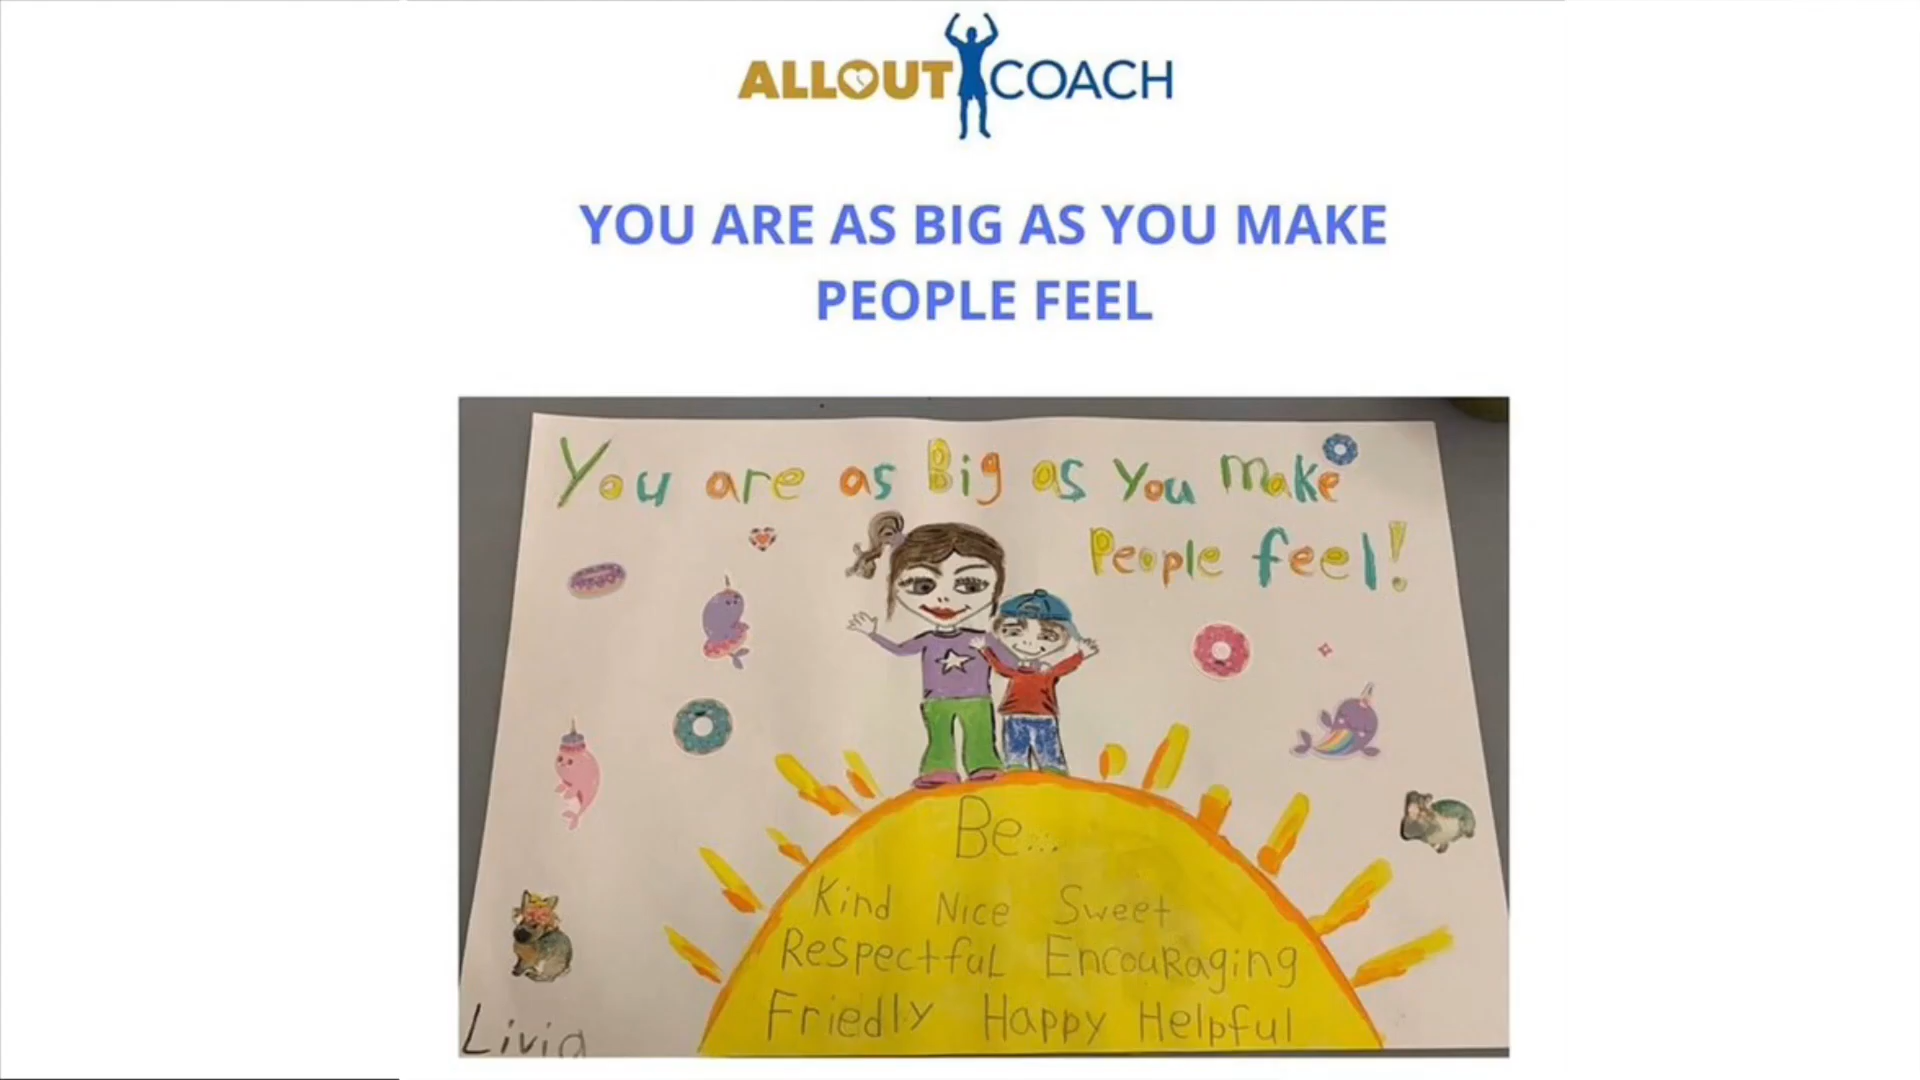 ALLOUT COACH
YOU ARE AS BIG AS YOU MAKE
PEOPLE FEEL
You are as Big as You make
People feel!
Be...
Kind Nice Sweet
Respectful Encouraging
Friedly Happy Helpful
Livia